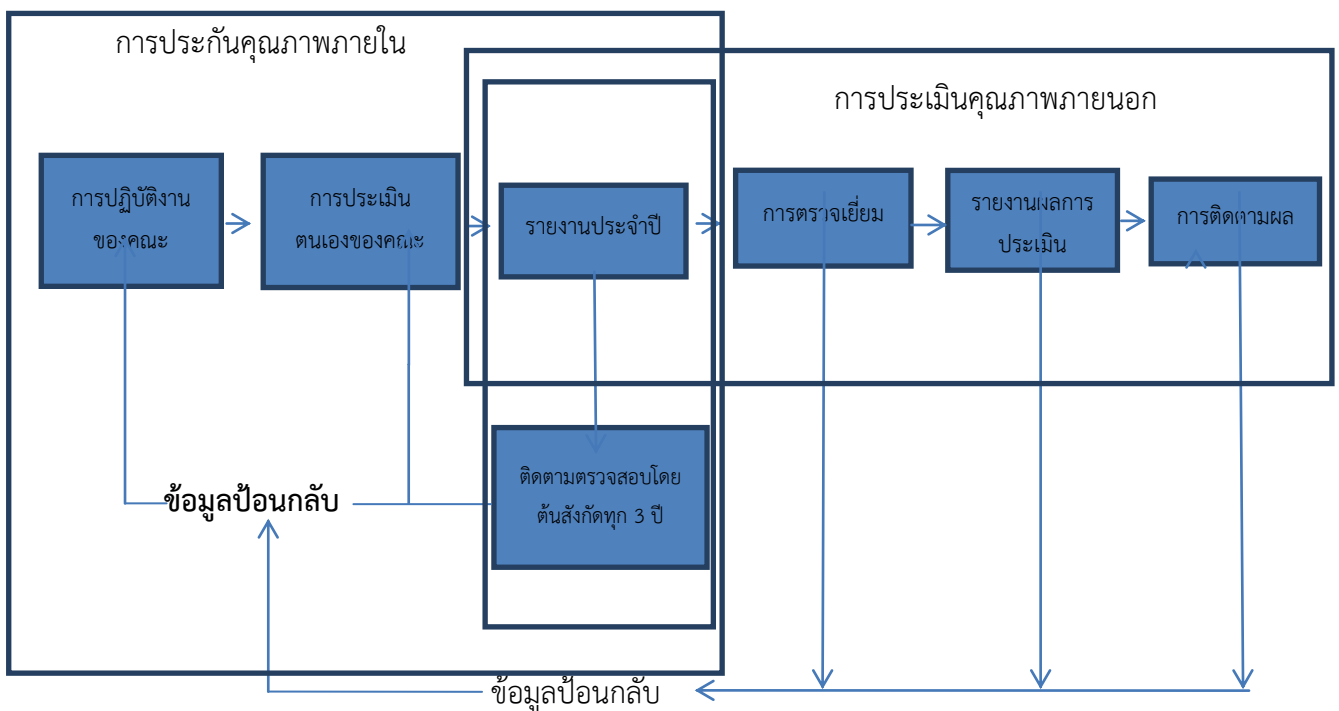 การประกันคุณภาพภายใน
การประเมินคุณภาพภายนอก
การปฏิบัติงาน
ของคณะ
การประเมิน
ตนเองของคณะ
รายงานประจำปี
การตรวจเยี่ยม
รายงานผลการ
ประเมิน
การติดตามผล
ติดตามตรวจสอบโดย
ต้นสังกัดทุก 3 ปี
ข้อมูลป้อนกลับ
ข้อมูลป้อนกลับ